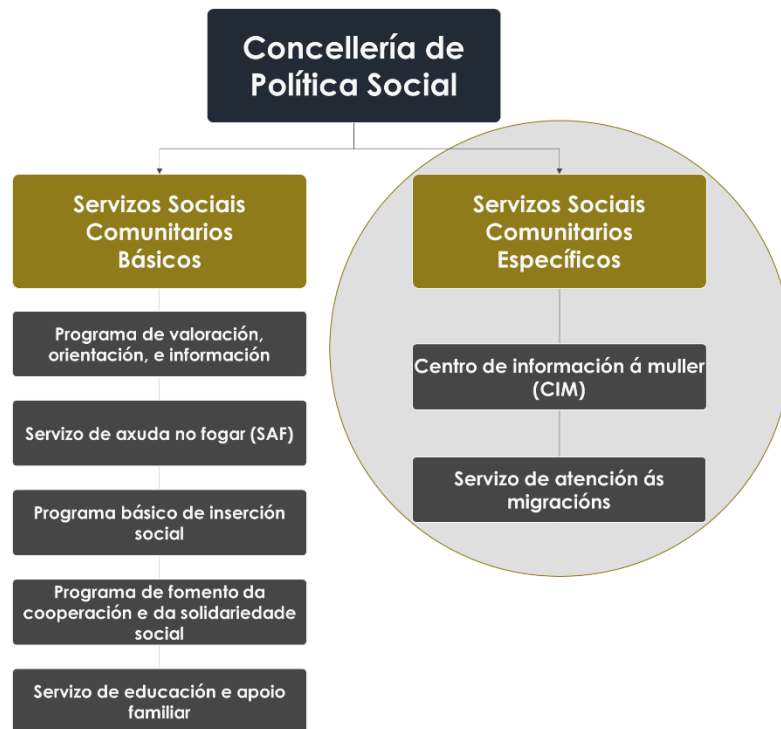 Concellería de
Política Social
Servizos Sociais
Comunitarios
Básicos
Programa de valoración,
orientación, e información
Servizo de axuda no fogar (SAF)
Programa básico de inserción
social
Programa de fomento da
cooperación e da solidariedade
social
Servizo de educación e apoio
familiar
Servizos Sociais
Comunitarios
Específicos
Centro de información á muller
(CIM)
Servizo de atención ás
migracións